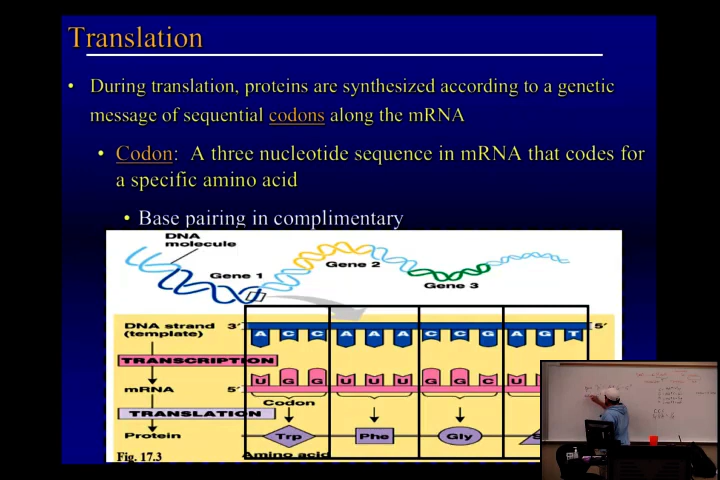 Translation
• During translation, proteins are synthesized according to a genetic
message of sequential codons along the mRNA
• Codon: A three nucleotide sequence in mRNA that codes for
a specific amino acid
• Base pairing in complimentary
DNA
molecule
Gene 1
Gene 2
Gene 3
DNA strand
(template)
3′
A C C A A A C C G A G T
5′
TRANSCRIPTION
mRNA
5′
U G G U U U G G C U
Codon
TRANSLATION
Protein
Trp
Phe
Gly
S
Amino acid
Fig. 17.3